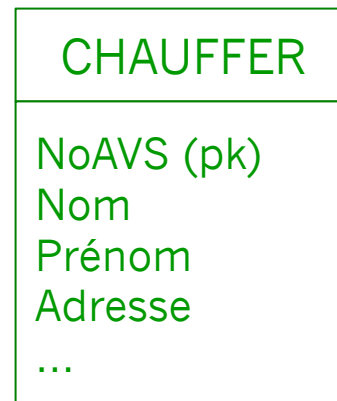 CHAUFFER
NoAVS (pk)
Nom
Prénom
Adresse
...